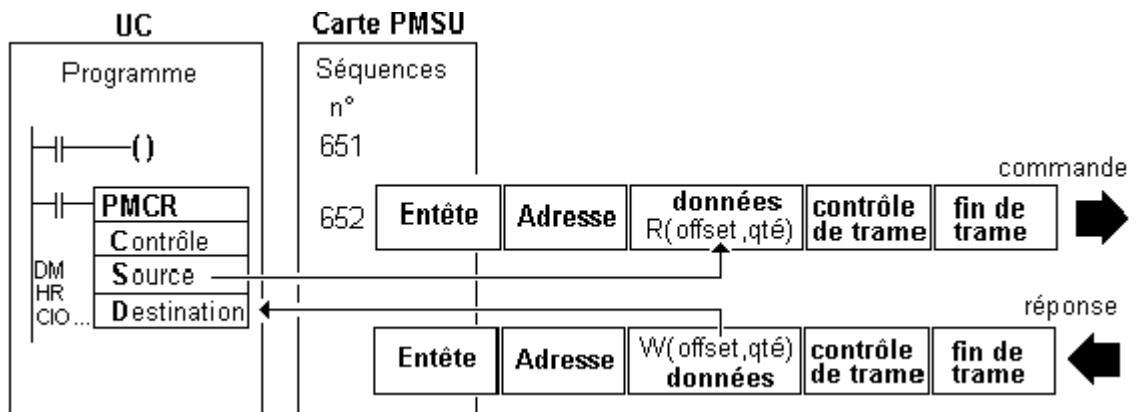 UC
Carte PMSU
Programme
Séquences
n°
( )
651
commande
PMCR
Contrôle
Source
Destination
DM
HR
CIO ...
652
Entête
Adresse
données
R(offset,qté)
contrôle
de trame
fin de
trame
réponse
Entête
Adresse
W(offset,qté)
données
contrôle
de trame
fin de
trame